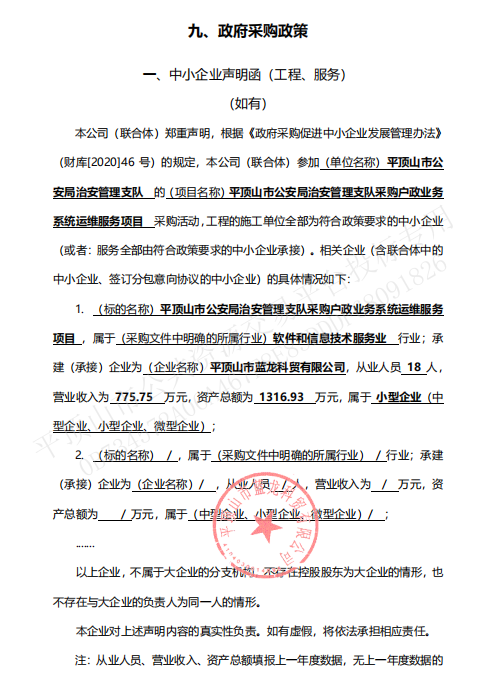 九、政府采购政策
一、中小企业声明函（工程、服务）
（如有）
本公司（联合体）郑重声明，根据《政府采购促进中小企业发展管理办法》
（财库[2020]46 号）的规定，本公司（联合体）参加（单位名称）平顶山市公
安局治安管理支队 的（项目名称）平顶山市公安局治安管理支队采购户政业务
系统运维服务项目 采购活动，工程的施工单位全部为符合政策要求的中小企业
（或者：服务全部由符合政策要求的中小企业承接）。相关企业（含联合体中的
中小企业、签订分包意向协议的中小企业）的具体情况如下：
1. （标的名称）平顶山市公安局治安管理支队采购户政业务系统运维服务
项目 ，属于（采购文件中明确的所属行业）软件和信息技术服务业 行业；承
建（承接）企业为（企业名称）平顶山市蓝龙科贸有限公司，从业人员 18 人，
营业收入为 775.75 万元，资产总额为 1316.93 万元，属于 小型企业（中
型企业、小型企业、微型企业）；
2. （标的名称） / ，属于（采购文件中明确的所属行业） / 行业；承建
（承接）企业为（企业名称）/ ，从业人员 / 人，营业收入为 / 万元，资
产总额为 / 万元，属于（中型企业、小型企业、微型企业）/ ；
……
以上企业，不属于大企业的分支机构，不存在控股股东为大企业的情形，也
不存在与大企业的负责人为同一人的情形。
本企业对上述声明内容的真实性负责。如有虚假，将依法承担相应责任。
注：从业人员、营业收入、资产总额填报上一年度数据，无上一年度数据的
平顶山市蓝龙科贸有限公司